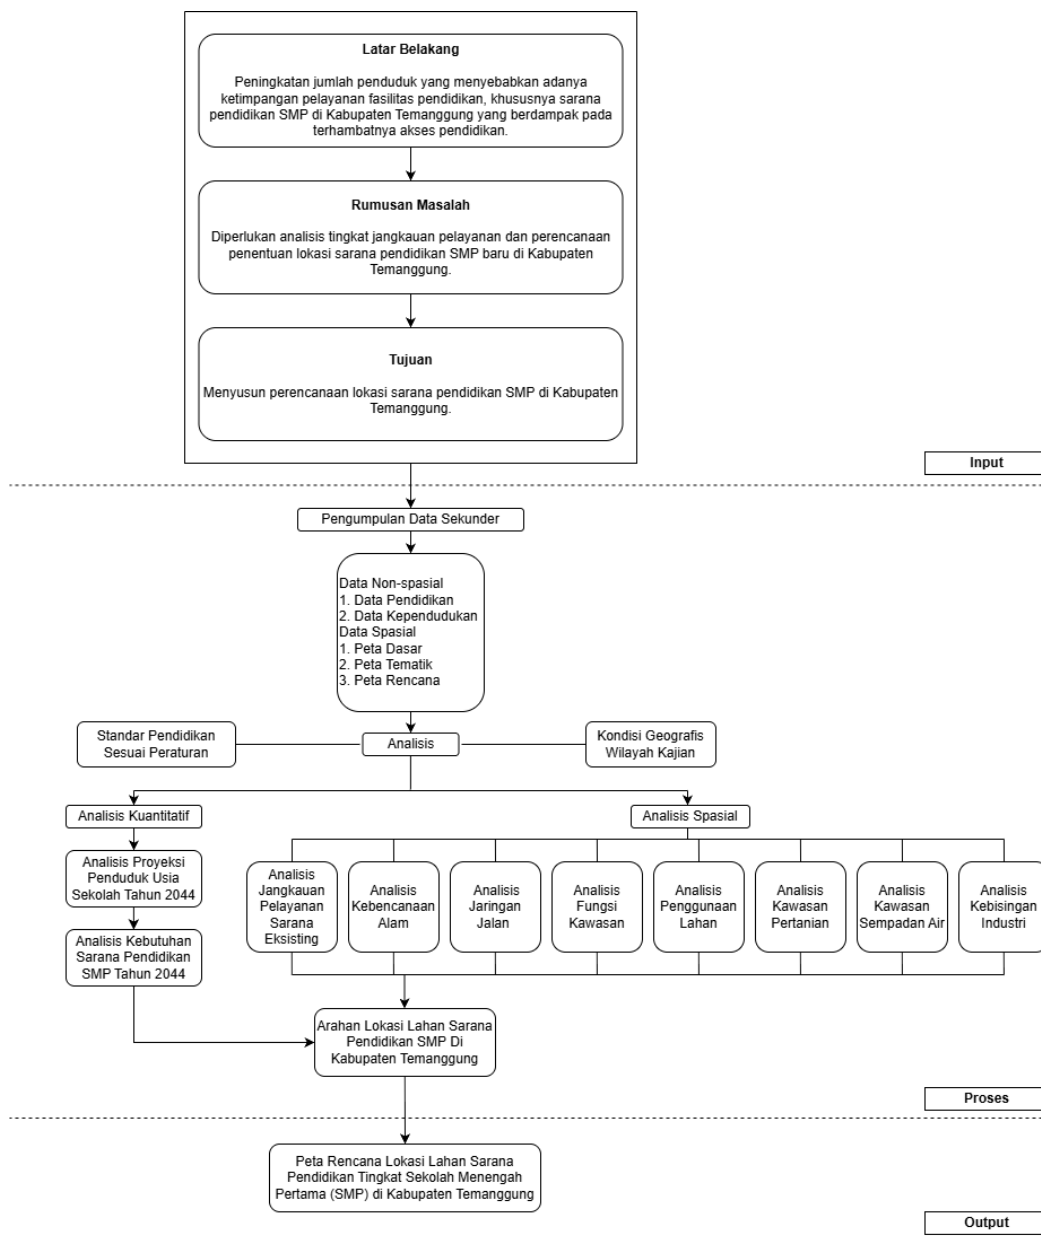 Latar Belakang
Peningkatan jumlah penduduk yang menyebabkan adanya
ketimpangan pelayanan fasilitas pendidikan, khususnya sarana
pendidikan SMP di Kabupaten Temanggung yang berdampak pada
terhambatnya akses pendidikan.
Rumusan Masalah
Diperlukan analisis tingkat jangkauan pelayanan dan perencanaan
penentuan lokasi sarana pendidikan SMP baru di Kabupaten
Temanggung.
Tujuan
Menyusun perencanaan lokasi sarana pendidikan SMP di Kabupaten
Temanggung.
Input
Pengumpulan Data Sekunder
Data Non-spasial
1. Data Pendidikan
2. Data Kependudukan
Data Spasial
1. Peta Dasar
2. Peta Tematik
3. Peta Rencana
Standar Pendidikan
Sesuai Peraturan
Analisis
Kondisi Geografis
Wilayah Kajian
Analisis Kuantitatif
Analisis Spasial
Analisis Proyeksi
Penduduk Usia
Sekolah Tahun 2044
Analisis Kebutuhan
Sarana Pendidikan
SMP Tahun 2044
Analisis
Jangkauan
Pelayanan
Sarana
Eksisting
Analisis
Kebencanaan
Alam
Analisis
Jaringan
Jalan
Analisis
Fungsi
Kawasan
Analisis
Penggunaan
Lahan
Analisis
Kawasan
Pertanian
Analisis
Kawasan
Sempadan Air
Analisis
Kebisingan
Industri
Arahan Lokasi Lahan Sarana
Pendidikan SMP Di
Kabupaten Temanggung
Proses
Peta Rencana Lokasi Lahan Sarana
Pendidikan Tingkat Sekolah Menengah
Pertama (SMP) di Kabupaten Temanggung
Output